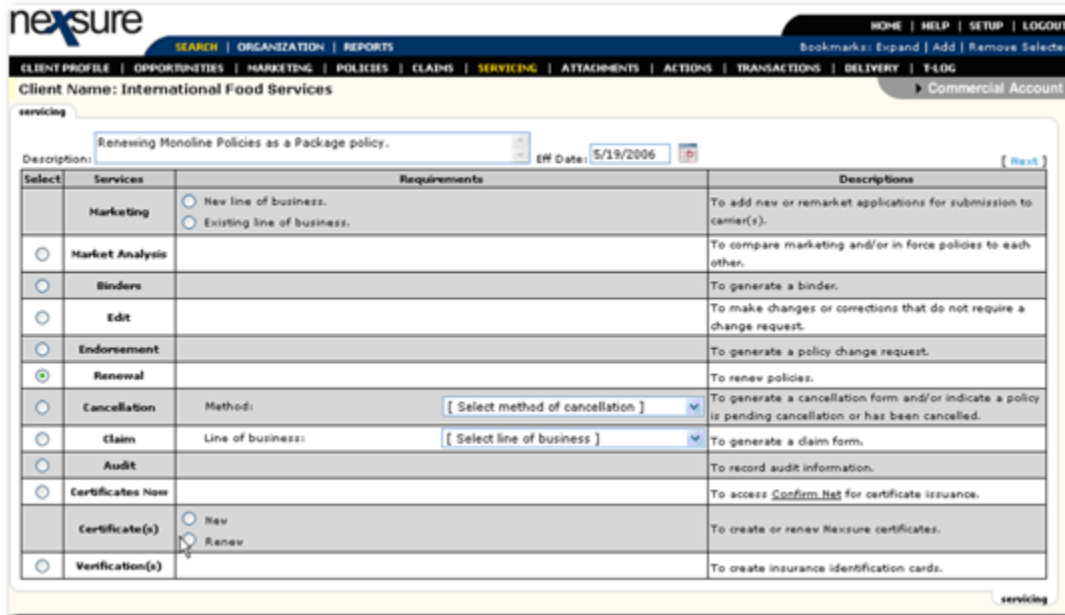 nexsure
HOME | HELP | SETUP | LOGOUT
SEARCH | ORGANIZATION | REPORTS
Bookmarks: Expand | Add | Remove Selecte
CLIENT PROFILE | OPPORTUNITIES | MARKETING | POLICIES | CLAIMS | SERVICING | ATTACHMENTS | ACTIONS | TRANSACTIONS | DELIVERY | T-LOG
Client Name: International Food Services
Commercial Account
servicing
Description: Renewing Monoline Policies as a Package policy.
Eff Date: 5/19/2006
[ Next ]
Select Services Requirements Descriptions
Marketing
New line of business.
Existing line of business.
To add new or remarket applications for submission to
carrier(s).
Market Analysis
To compare marketing and/or in force policies to each
other.
Binders To generate a binder.
Edit
To make changes or corrections that do not require a
change request.
Endorsement To generate a policy change request.
Renewal To renew policies.
Cancellation Method: [ Select method of cancellation ]
To generate a cancellation form and/or indicate a policy
is pending cancellation or has been cancelled.
Claim Line of business: [ Select line of business ] To generate a claim form.
Audit To record audit information.
Certificates Now To access Confirm Net for certificate issuance.
Certificate(s)
New
Renew
To create or renew Nexsure certificates.
Verification(s) To create insurance identification cards.
servicing